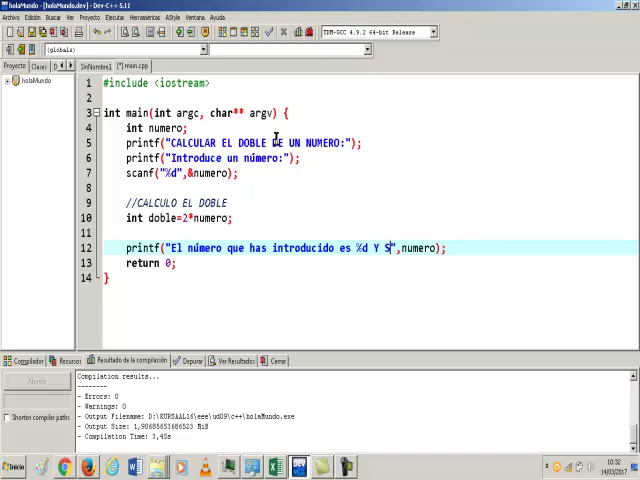 holaMundo - [holaMundo.dev] - Dev-C++ 5.11
Archivo Edición Buscar Ver Proyecto Ejecutar Herramientas AStyle Ventana Ayuda
TDM-GCC 4.9.2 64-bit Release
(globals)
Proyecto Clases D SinNombre1 [*] main.cpp
holaMundo
1 #include <iostream>
2
3 int main(int argc, char** argv) {
4 int numero;
5 printf("CALCULAR EL DOBLE DE UN NUMERO:");
6 printf("Introduce un número:");
7 scanf("%d",&numero);
8
9 //CALCULO EL DOBLE
10 int doble=2*numero;
11
12 printf("El número que has introducido es %d Y S",numero);
13 return 0;
14 }
Compilador Recursos Resultado de la compilación Depurar Ver Resultados Cerrar
Abortar
Shorten compiler paths
Compilation results...
--------
- Errors: 0
- Warnings: 0
- Output Filename: D:\KURSAAL16\eee\ud09\c++\holaMundo.exe
- Output Size: 1,90685653686523 MiB
- Compilation Time: 3,45s
Inicio
DEV
10:32
14/03/2017